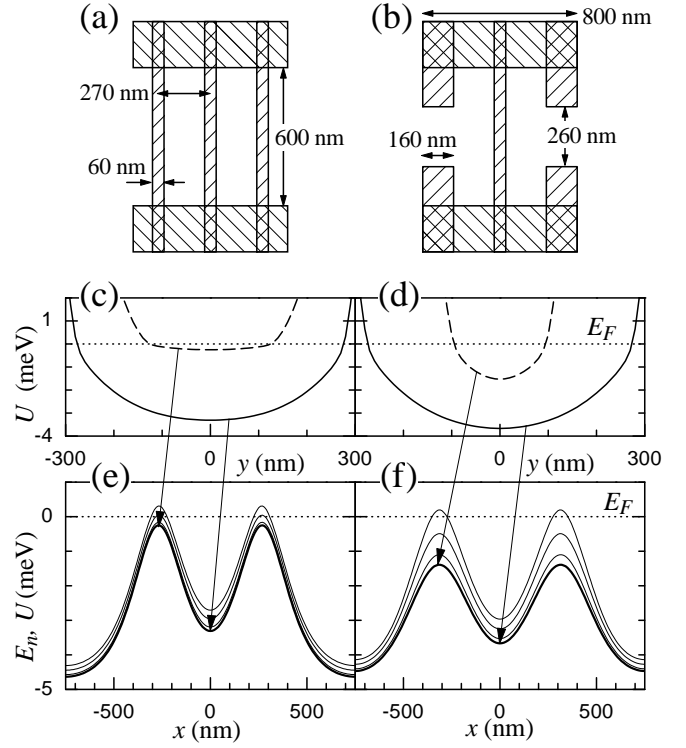 (a)
(b)
800 nm
270 nm
600 nm
160 nm
260 nm
60 nm
(c)
(d)
1
E_F
U (meV)
-4
-300 0 y (nm) 300
0 y (nm) 300
(e)
(f)
0
E_F
E_n, U (meV)
-5
-500 0 500
-500 0 500
x (nm)
x (nm)